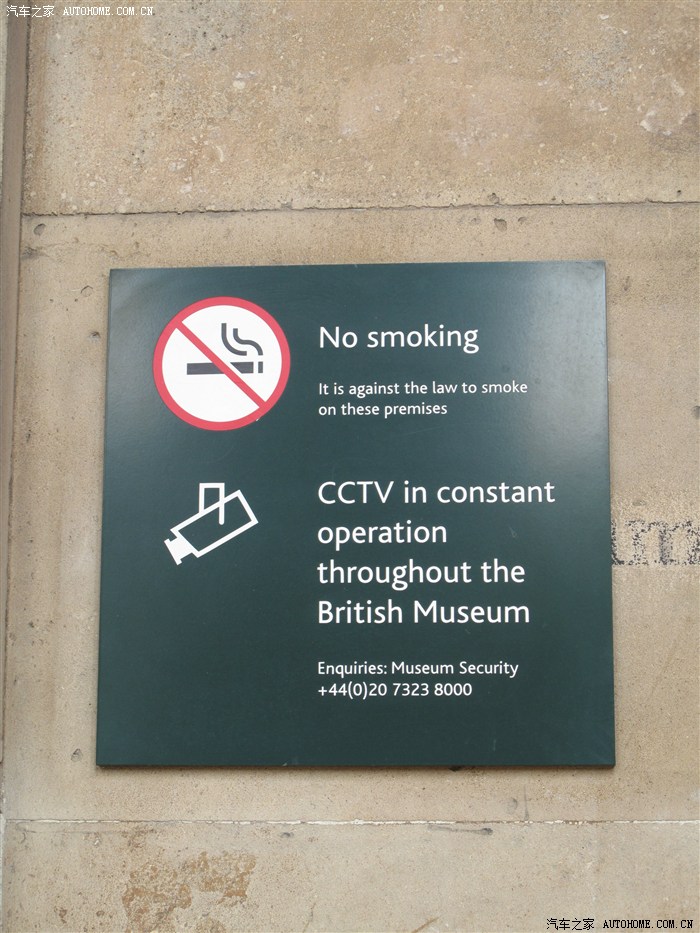 汽车之家 AUTOHOME.COM.CN
No smoking
It is against the law to smoke
on these premises
CCTV in constant
operation
throughout the
British Museum
Enquiries: Museum Security
+44(0)20 7323 8000
汽车之家 AUTOHOME.COM.CN